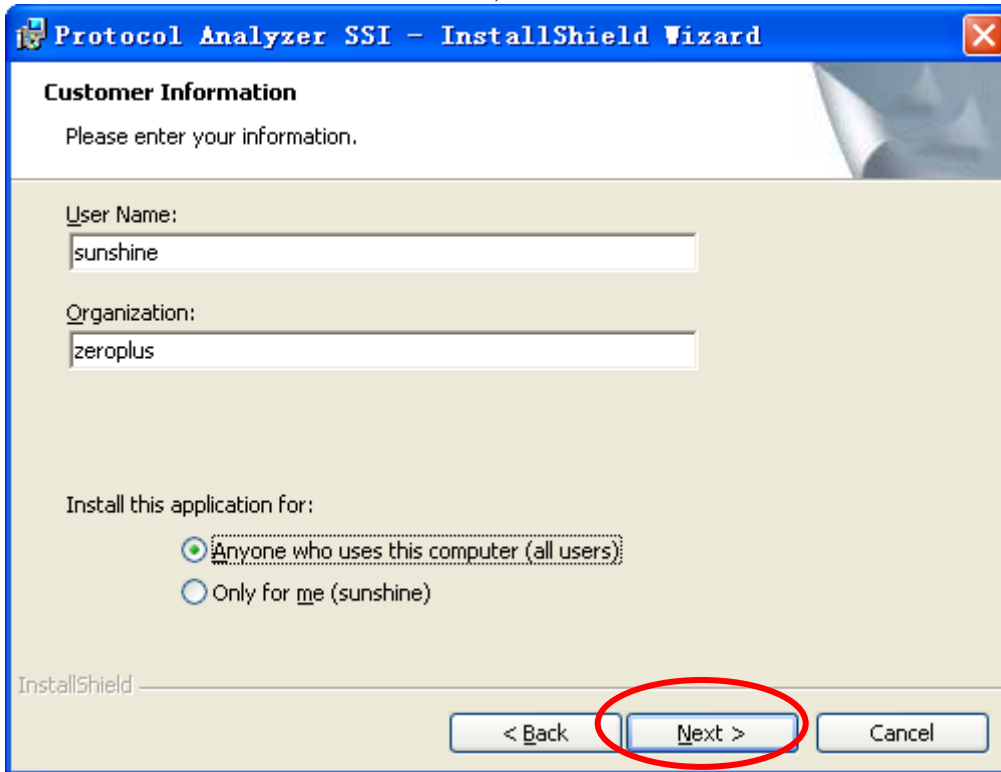 Protocol Analyzer SSI - InstallShield Wizard
Customer Information
Please enter your information.
User Name:
sunshine
Organization:
zeroplus
Install this application for:
Anyone who uses this computer (all users)
Only for me (sunshine)
InstallShield
< Back Next > Cancel